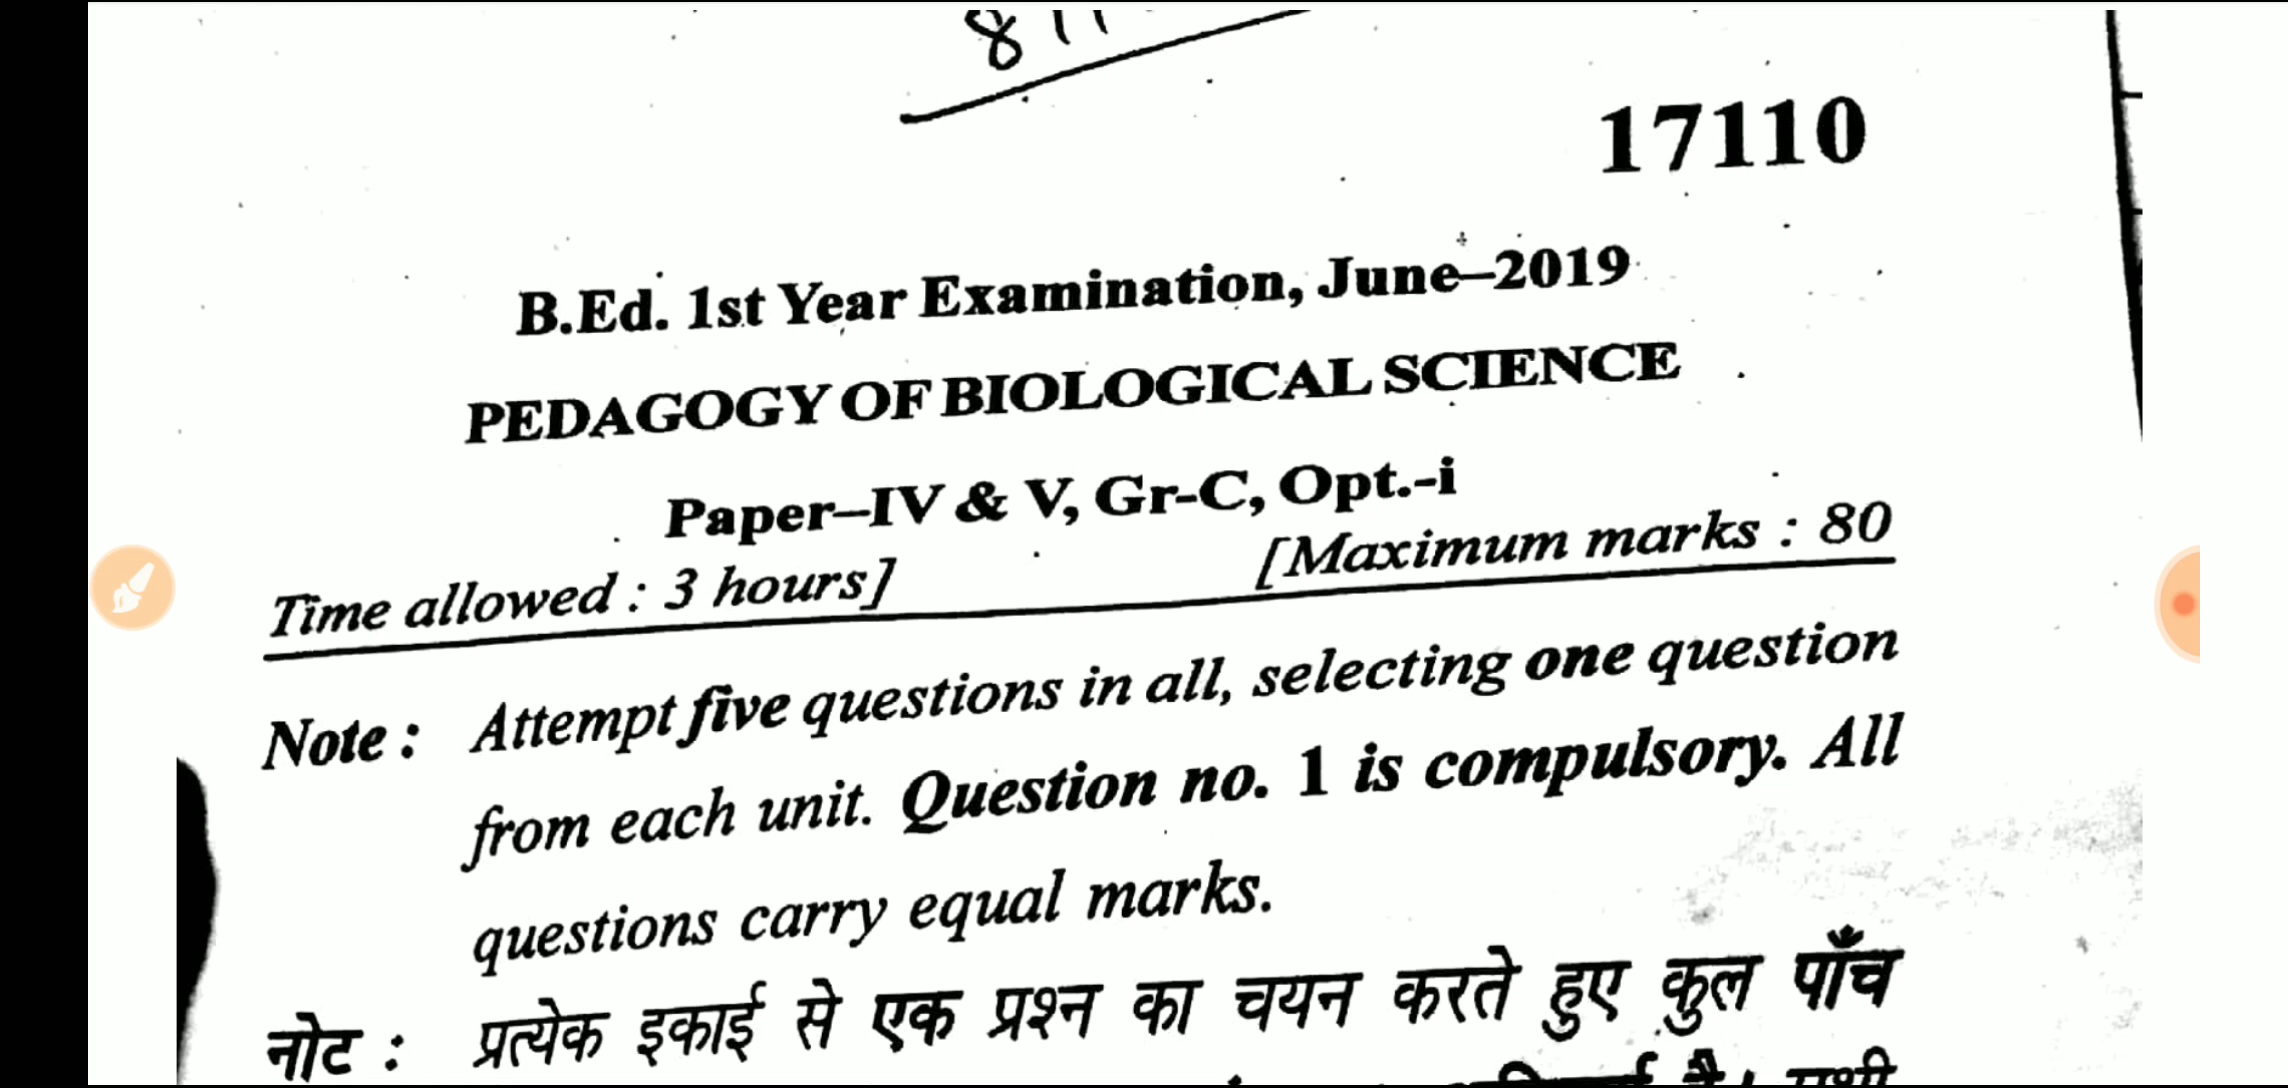 17110
B.Ed. 1st Year Examination, June–2019
PEDAGOGY OF BIOLOGICAL SCIENCE
Paper–IV & V, Gr-C, Opt.-i
Time allowed : 3 hours] [Maximum marks : 80
Note : Attempt five questions in all, selecting one question
from each unit. Question no. 1 is compulsory. All
questions carry equal marks.
नोट : प्रत्येक इकाई से एक प्रश्न का चयन करते हुए कुल पाँच